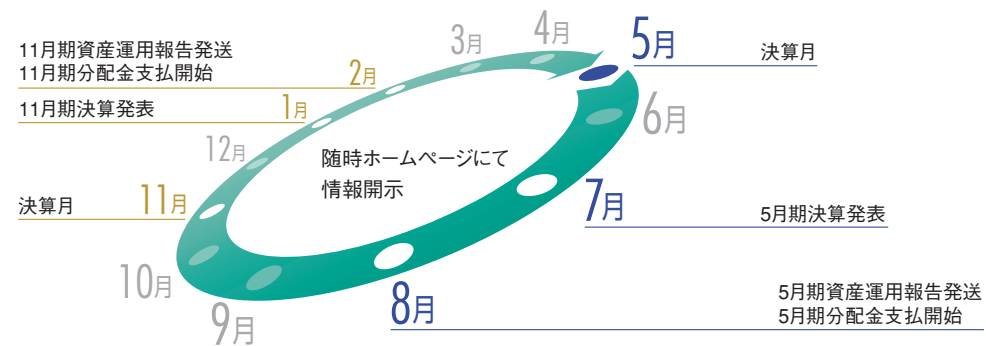 4月
3月
5月
決算月
11月期資産運用報告発送
11月期分配金支払開始
2月
11月期決算発表
1月
6月
12月
随時ホームページにて
情報開示
決算月
11月
7月
5月期決算発表
10月
9月
8月
5月期資産運用報告発送
5月期分配金支払開始